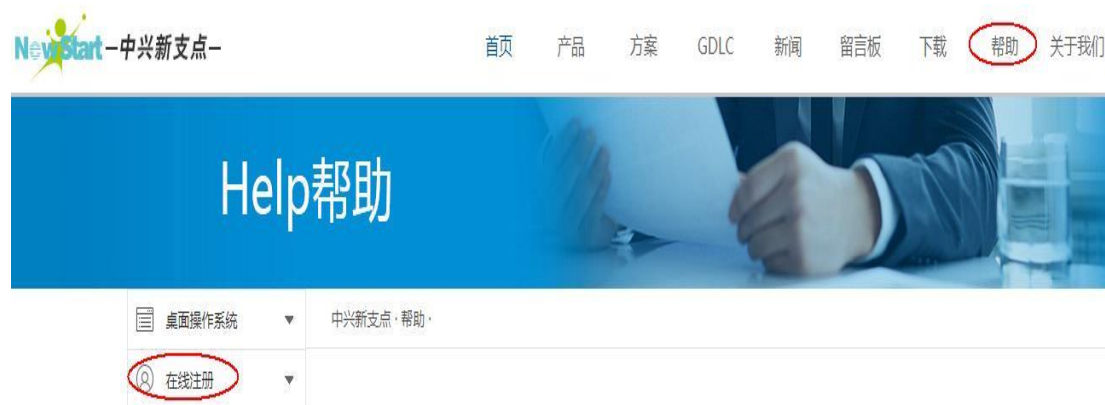 NewStart —中兴新支点—
首页 产品 方案 GDLC 新闻 留言板 下载 帮助 关于我们
Help帮助
桌面操作系统 ▼ 中兴新支点 · 帮助 ·
在线注册 ▼